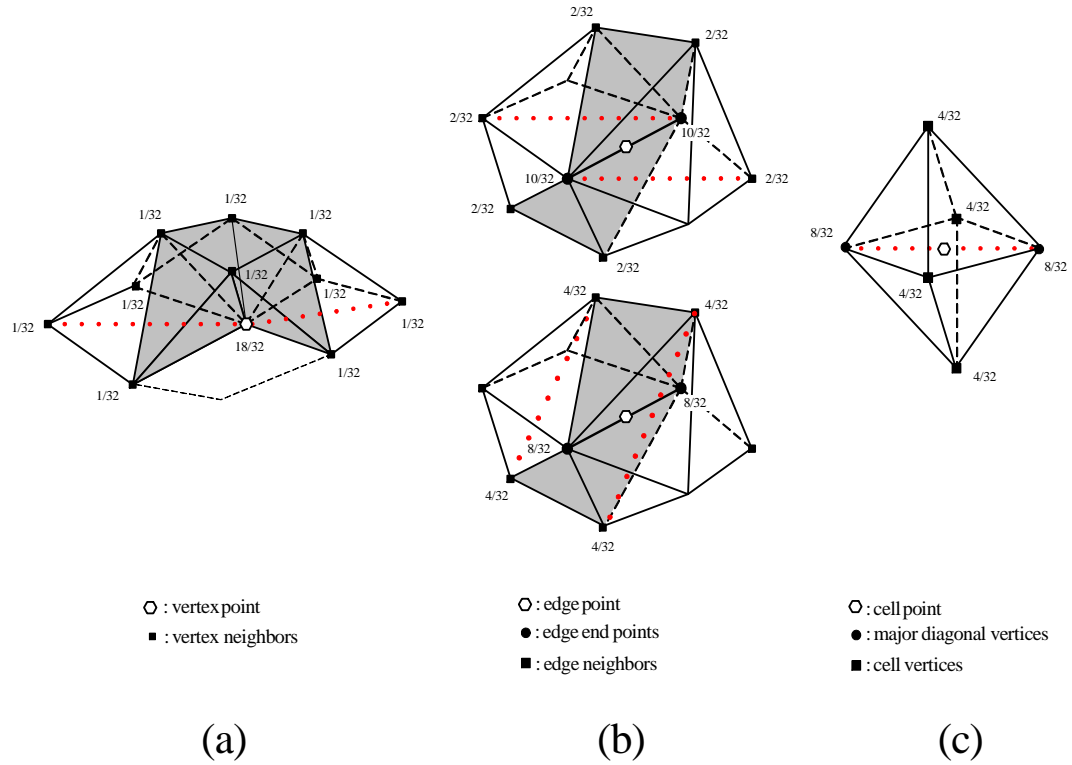 1/32
1/32
1/32
1/32
1/32
1/32
1/32
1/32
18/32
1/32
1/32
: vertex point
: vertex neighbors
(a)
2/32
2/32
2/32
10/32
10/32
2/32
2/32
2/32
4/32
4/32
8/32
8/32
4/32
4/32
: edge point
: edge end points
: edge neighbors
(b)
4/32
4/32
8/32
8/32
4/32
4/32
: cell point
: major diagonal vertices
: cell vertices
(c)